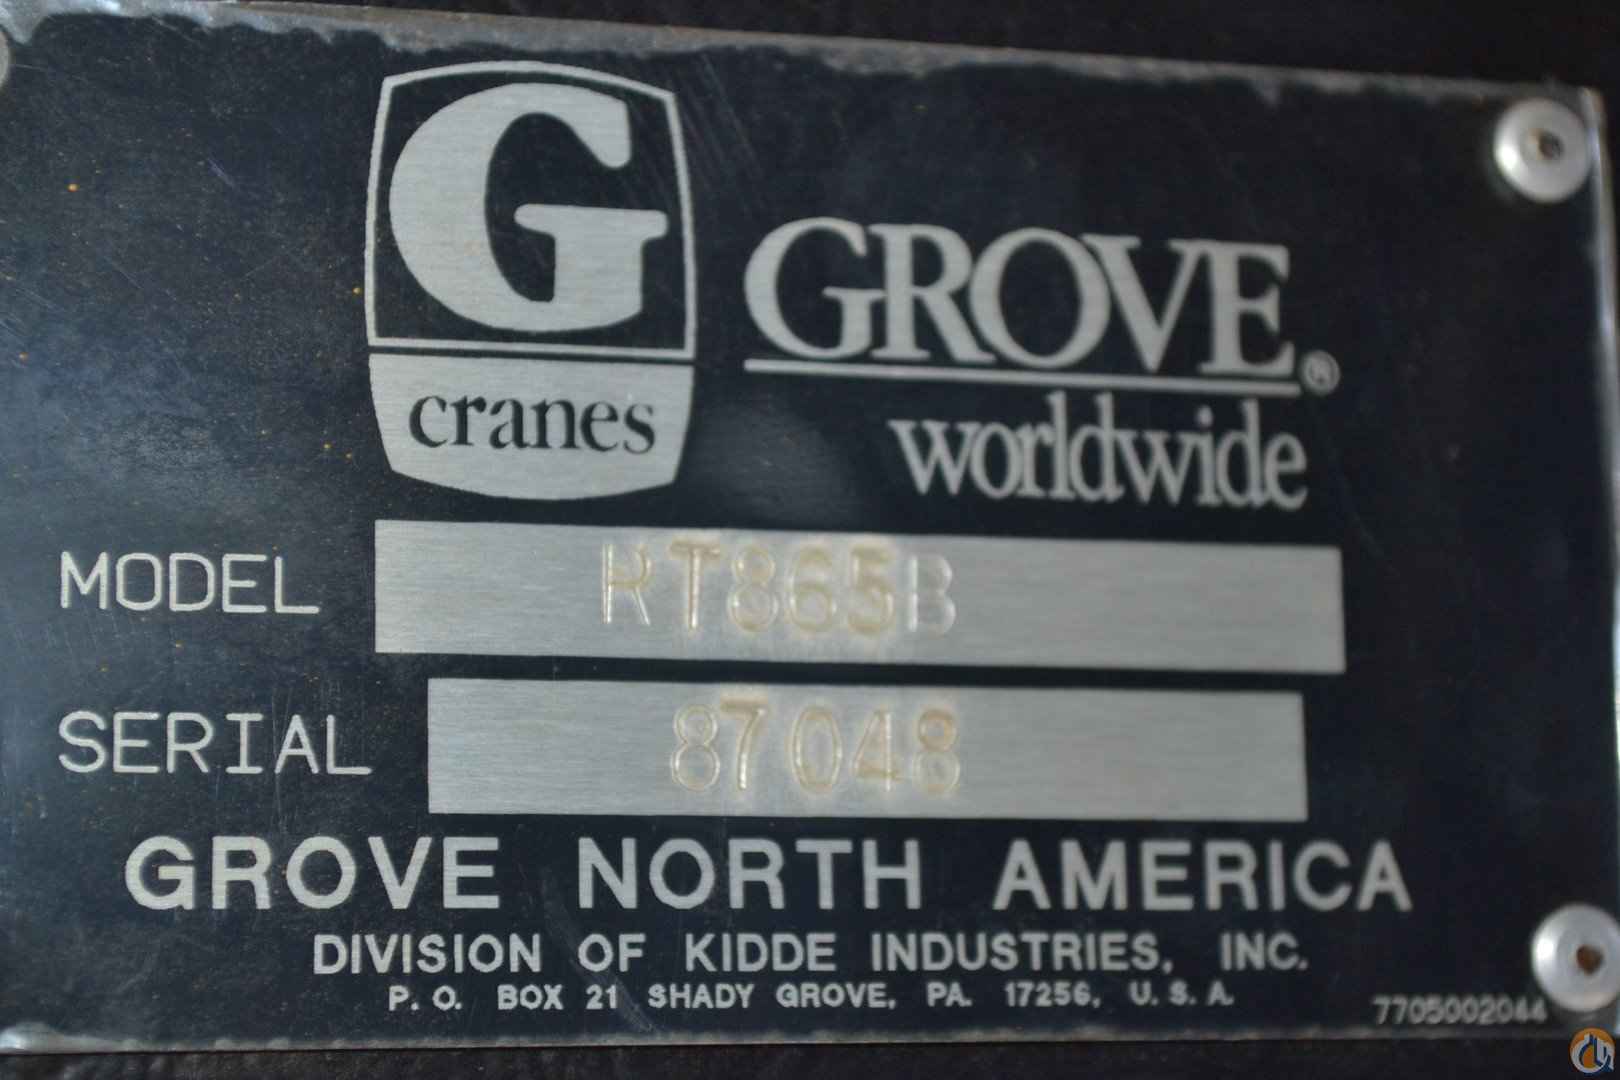 G
cranes
GROVE®
worldwide
MODEL RT865B
SERIAL 87048
GROVE NORTH AMERICA
DIVISION OF KIDDE INDUSTRIES, INC.
P. O. BOX 21 SHADY GROVE, PA. 17256, U. S. A.
7705002044